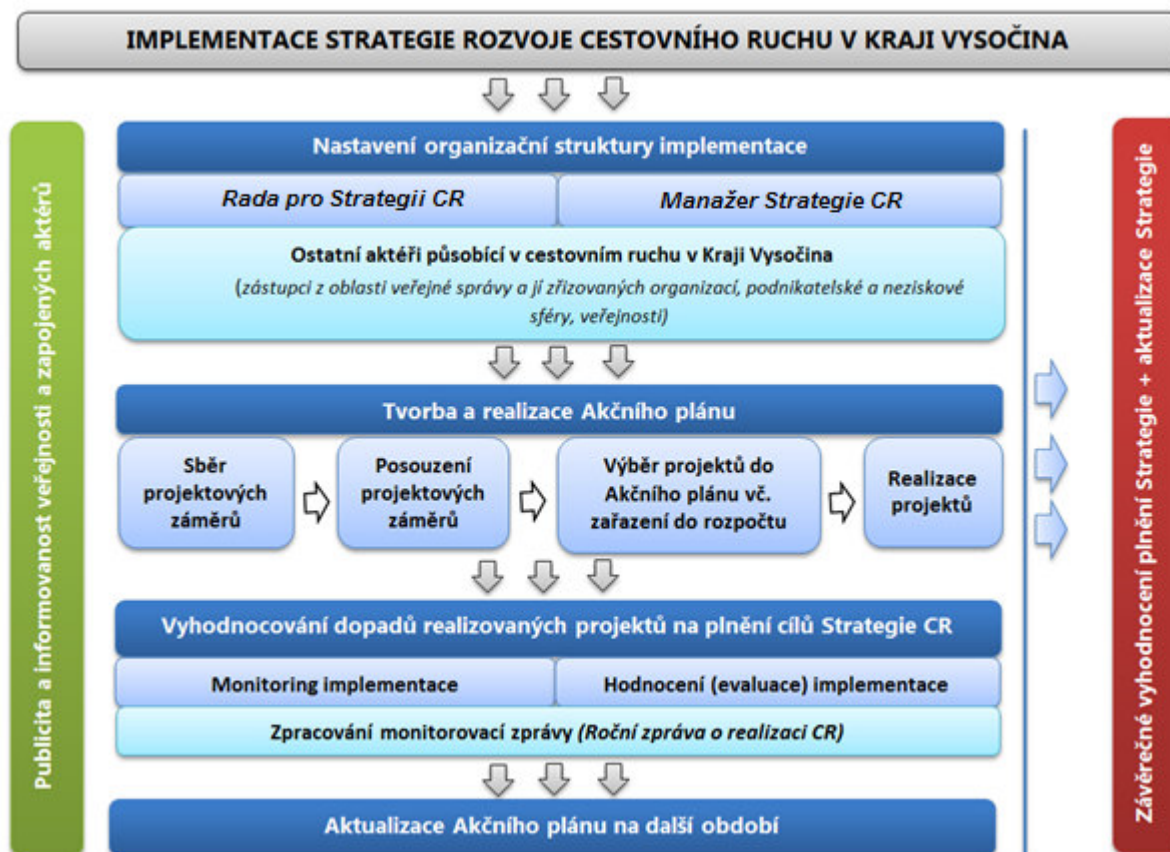 IMPLEMENTACE STRATEGIE ROZVOJE CESTOVNÍHO RUCHU V KRAJI VYSOČINA
Publicita a informovanost veřejnosti a zapojených aktérů
Nastavení organizační struktury implementace
Rada pro Strategii CR
Manažer Strategie CR
Ostatní aktéři působící v cestovním ruchu v Kraji Vysočina
(zástupci z oblasti veřejné správy a jí zřizovaných organizací, podnikatelské a neziskové
sféry, veřejnosti)
Tvorba a realizace Akčního plánu
Sběr
projektových
záměrů
Posouzení
projektových
záměrů
Výběr projektů do
Akčního plánu vč.
zařazení do rozpočtu
Realizace
projektů
Vyhodnocování dopadů realizovaných projektů na plnění cílů Strategie CR
Monitoring implementace
Hodnocení (evaluace) implementace
Zpracování monitorovací zprávy (Roční zpráva o realizaci CR)
Aktualizace Akčního plánu na další období
Závěrečné vyhodnocení plnění Strategie + aktualizace Strategie